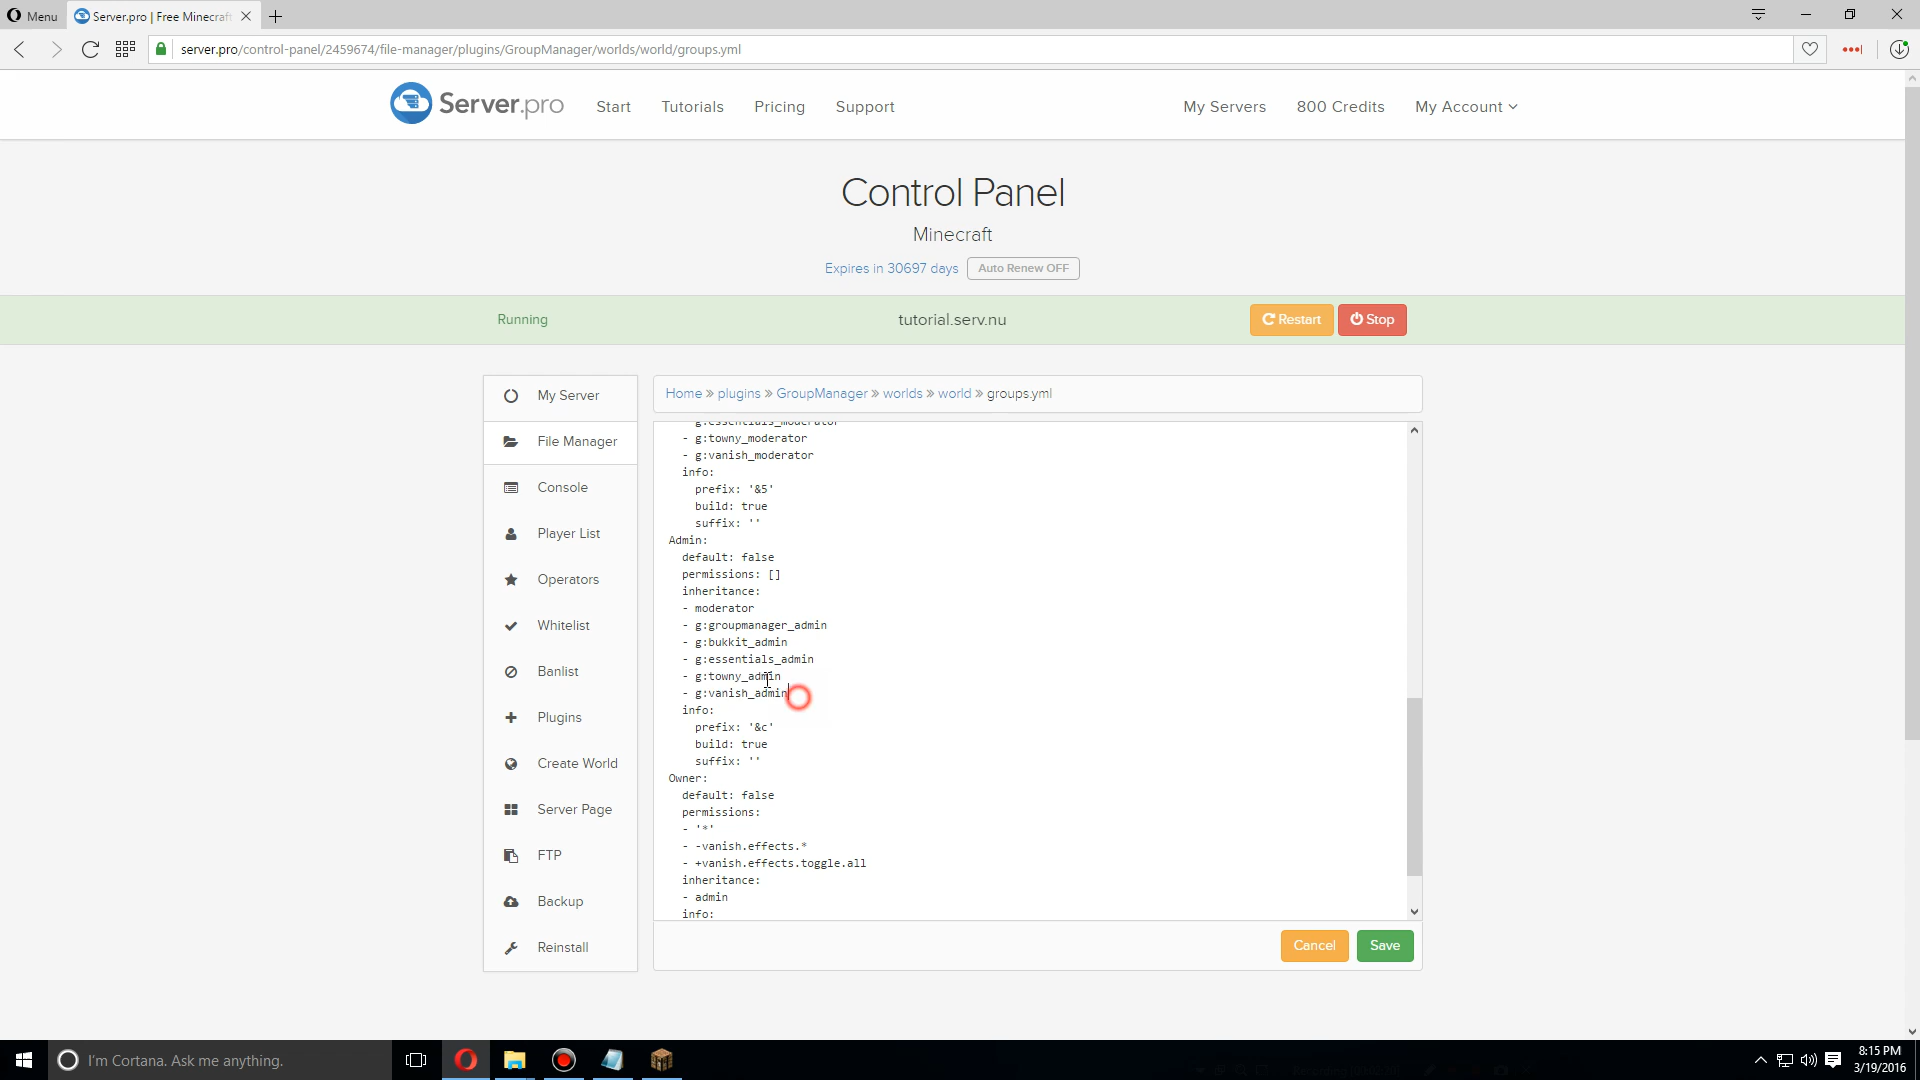 Menu
Server.pro | Free Minecraft
server.pro/control-panel/2459674/file-manager/plugins/GroupManager/worlds/world/groups.yml
Server.pro
Start
Tutorials
Pricing
Support
My Servers
800 Credits
My Account
Control Panel
Minecraft
Expires in 30697 days
Auto Renew OFF
Running
tutorial.serv.nu
Restart
Stop
My Server
File Manager
Console
Player List
Operators
Whitelist
Banlist
Plugins
Create World
Server Page
FTP
Backup
Reinstall
Home » plugins » GroupManager » worlds » world » groups.yml
- g:essentials_moderator
- g:towny_moderator
- g:vanish_moderator
info:
prefix: '&5'
build: true
suffix: ''
Admin:
default: false
permissions: []
inheritance:
- moderator
- g:groupmanager_admin
- g:bukkit_admin
- g:essentials_admin
- g:towny_admin
- g:vanish_admin
info:
prefix: '&c'
build: true
suffix: ''
Owner:
default: false
permissions:
- '*'
- -vanish.effects.*
- +vanish.effects.toggle.all
inheritance:
- admin
info:
Cancel
Save
I'm Cortana. Ask me anything.
8:15 PM
3/19/2016